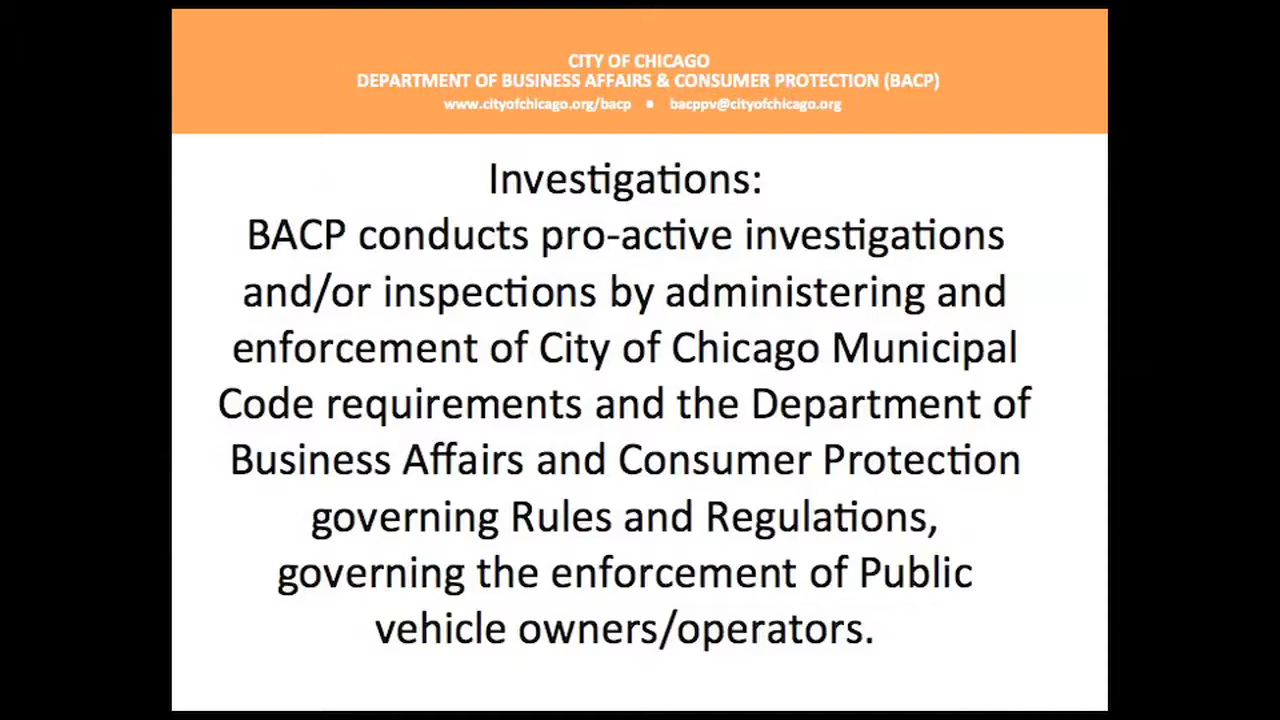 CITY OF CHICAGO
DEPARTMENT OF BUSINESS AFFAIRS & CONSUMER PROTECTION (BACP)
www.cityofchicago.org/bacp • bacppv@cityofchicago.org
Investigations:
BACP conducts pro-active investigations
and/or inspections by administering and
enforcement of City of Chicago Municipal
Code requirements and the Department of
Business Affairs and Consumer Protection
governing Rules and Regulations,
governing the enforcement of Public
vehicle owners/operators.